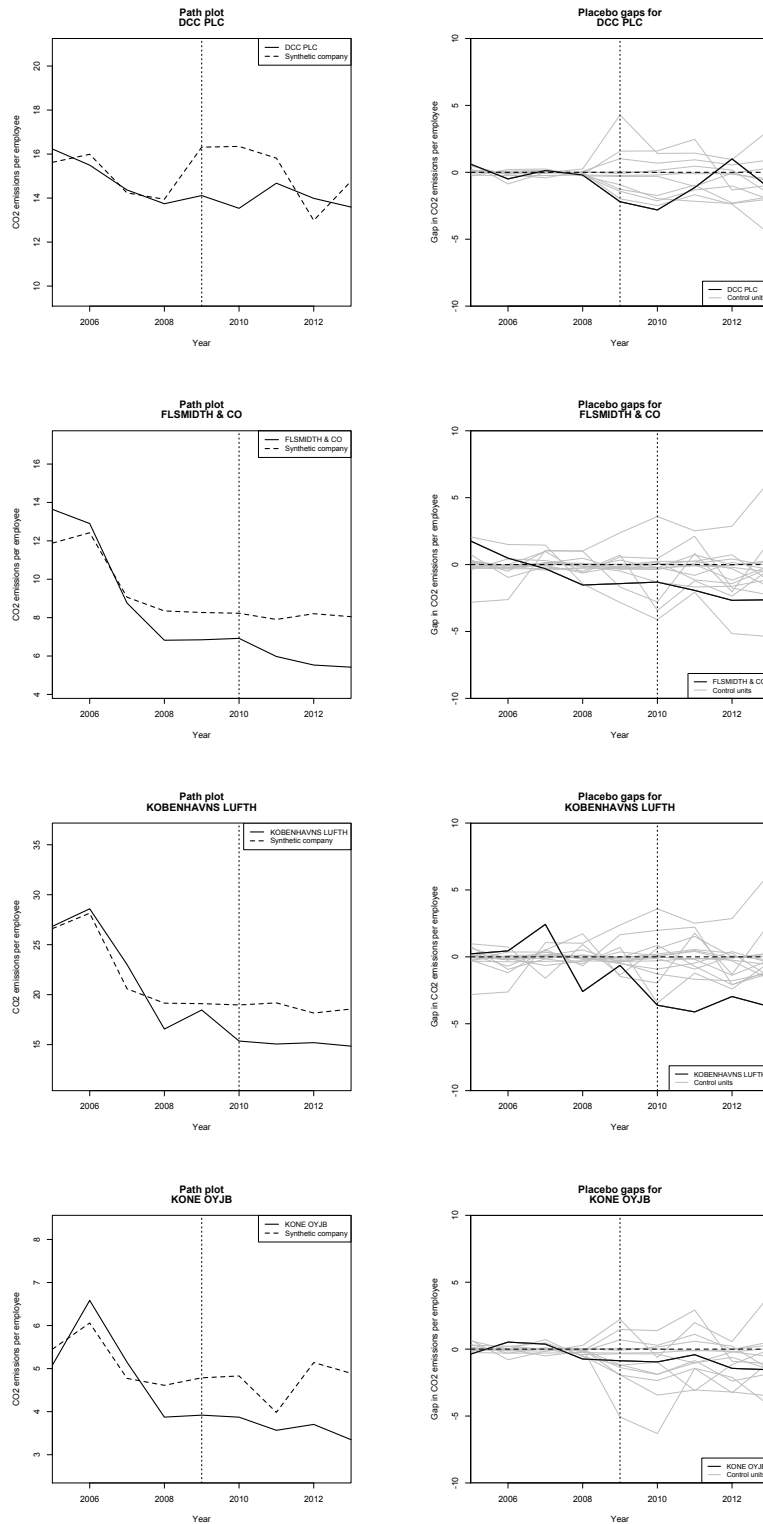 Path plot
DCC PLC
DCC PLC
Synthetic company
CO2 emissions per employee
20
18
16
14
12
10
2006
2008
2010
2012
Year
Placebo gaps for
DCC PLC
Gap in CO2 emissions per employee
10
5
0
-5
-10
DCC PLC
Control units
2006
2008
2010
2012
Year
Path plot
FLSMIDTH & CO
FLSMIDTH & CO
Synthetic company
CO2 emissions per employee
16
14
12
10
8
6
4
2006
2008
2010
2012
Year
Placebo gaps for
FLSMIDTH & CO
Gap in CO2 emissions per employee
10
5
0
-5
-10
FLSMIDTH & CO
Control units
2006
2008
2010
2012
Year
Path plot
KOBENHAVNS LUFTH
KOBENHAVNS LUFTH
Synthetic company
CO2 emissions per employee
35
30
25
20
15
2006
2008
2010
2012
Year
Placebo gaps for
KOBENHAVNS LUFTH
Gap in CO2 emissions per employee
10
5
0
-5
-10
KOBENHAVNS LUFTH
Control units
2006
2008
2010
2012
Year
Path plot
KONE OYJB
KONE OYJB
Synthetic company
CO2 emissions per employee
8
7
6
5
4
3
2006
2008
2010
2012
Year
Placebo gaps for
KONE OYJB
Gap in CO2 emissions per employee
10
5
0
-5
-10
KONE OYJB
Control units
2006
2008
2010
2012
Year